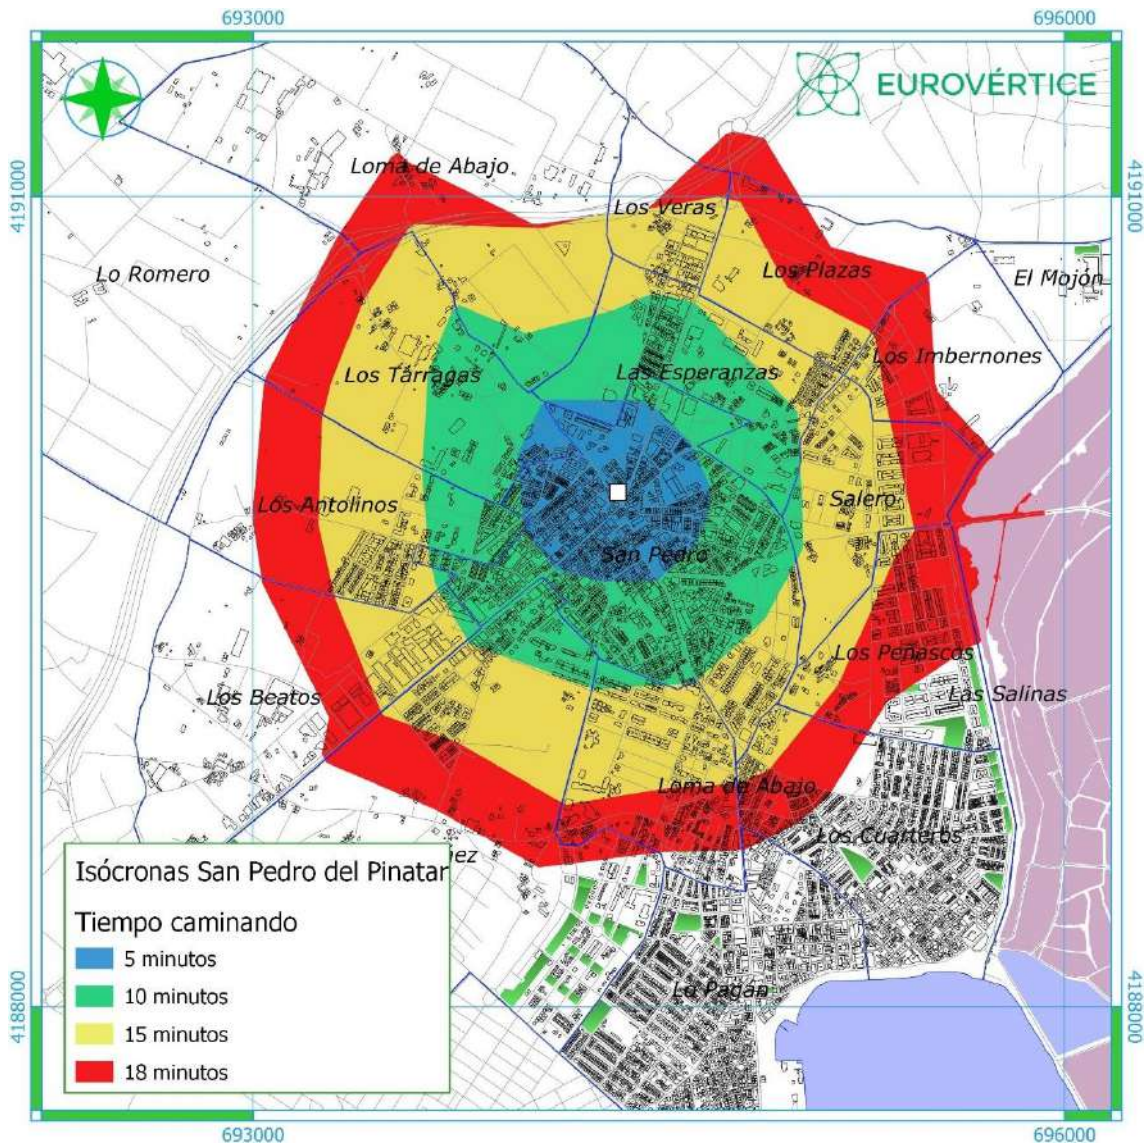 693000
696000
EUROVÉRTICE
4191000
4191000
Loma de Abajo
Los Veras
Lo Romero
Los Plazas
El Mojón
Los Imbernones
Los Tárragas
Las Esperanzas
Los Antolinos
Salero
San Pedro
Los Peñascos
Los Beatos
Las Salinas
Loma de Abajo
Los Cuarteros
Lo Pagán
Isócronas San Pedro del Pinatar
Tiempo caminando
5 minutos
10 minutos
15 minutos
18 minutos
4188000
4188000
693000
696000